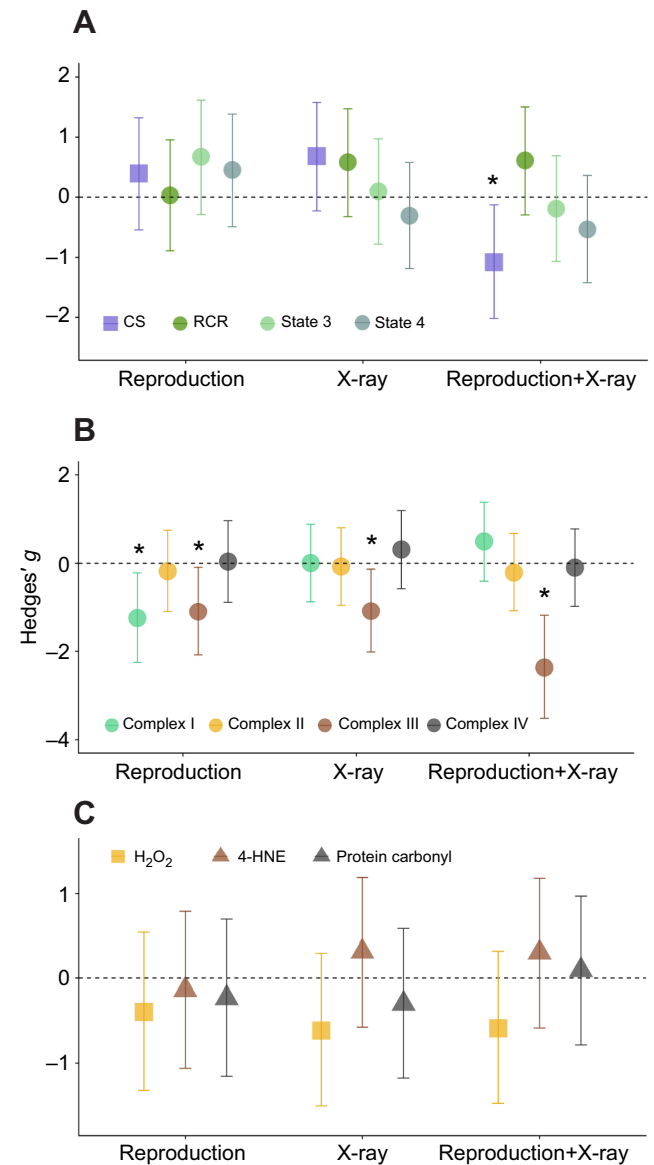 A
2
1
0
–1
–2
*
CS RCR State 3 State 4
Reproduction X-ray Reproduction+X-ray
B
Hedges' g
2
0
–2
–4
* * * *
Complex I Complex II Complex III Complex IV
Reproduction X-ray Reproduction+X-ray
C
H₂O₂ 4-HNE Protein carbonyl
1
0
–1
Reproduction X-ray Reproduction+X-ray